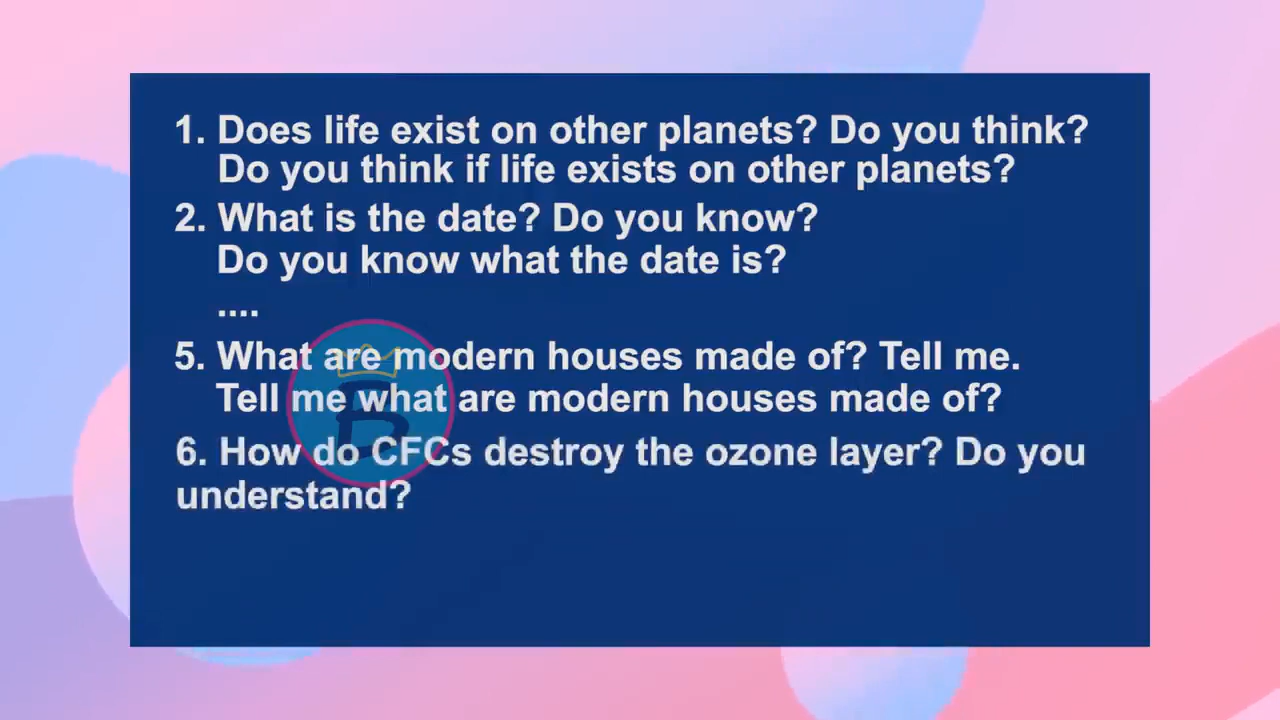 1. Does life exist on other planets? Do you think?
Do you think if life exists on other planets?
2. What is the date? Do you know?
Do you know what the date is?
....
5. What are modern houses made of? Tell me.
Tell me what are modern houses made of?
6. How do CFCs destroy the ozone layer? Do you
understand?
B